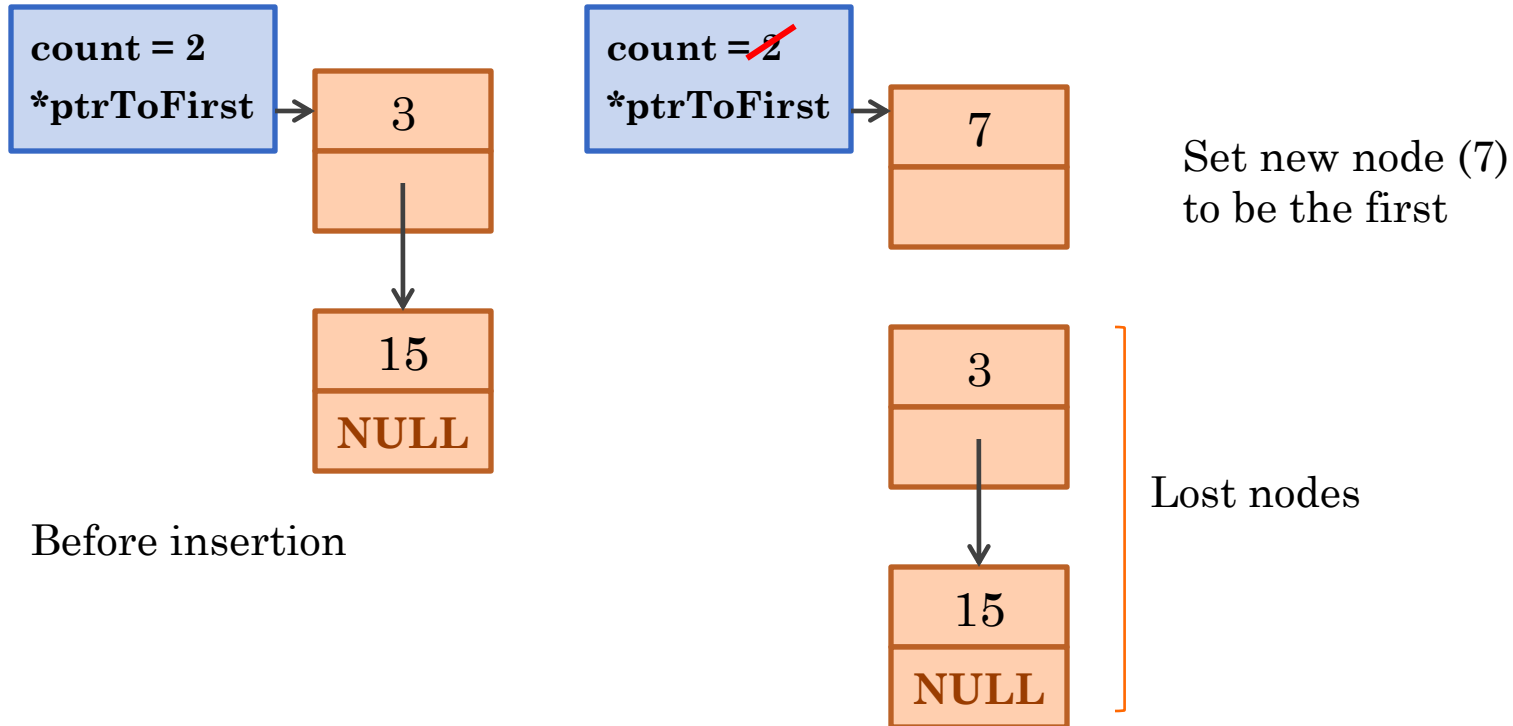 count = 2
*ptrToFirst
3
15
NULL
Before insertion
count = 2
*ptrToFirst
7
Set new node (7)
to be the first
3
15
NULL
Lost nodes